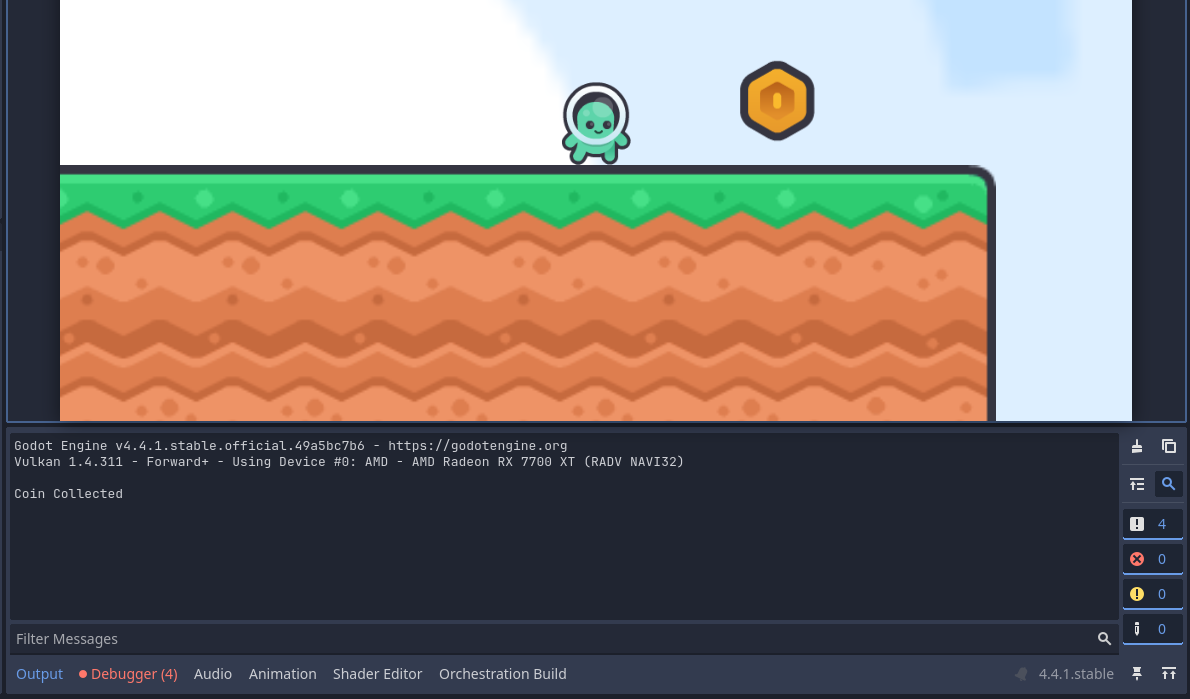 Godot Engine v4.4.1.stable.official.49a5bc7b6 - https://godotengine.org
Vulkan 1.4.311 - Forward+ - Using Device #0: AMD - AMD Radeon RX 7700 XT (RADV NAVI32)
Coin Collected
4
0
0
0
Filter Messages
Output Debugger (4) Audio Animation Shader Editor Orchestration Build 4.4.1.stable